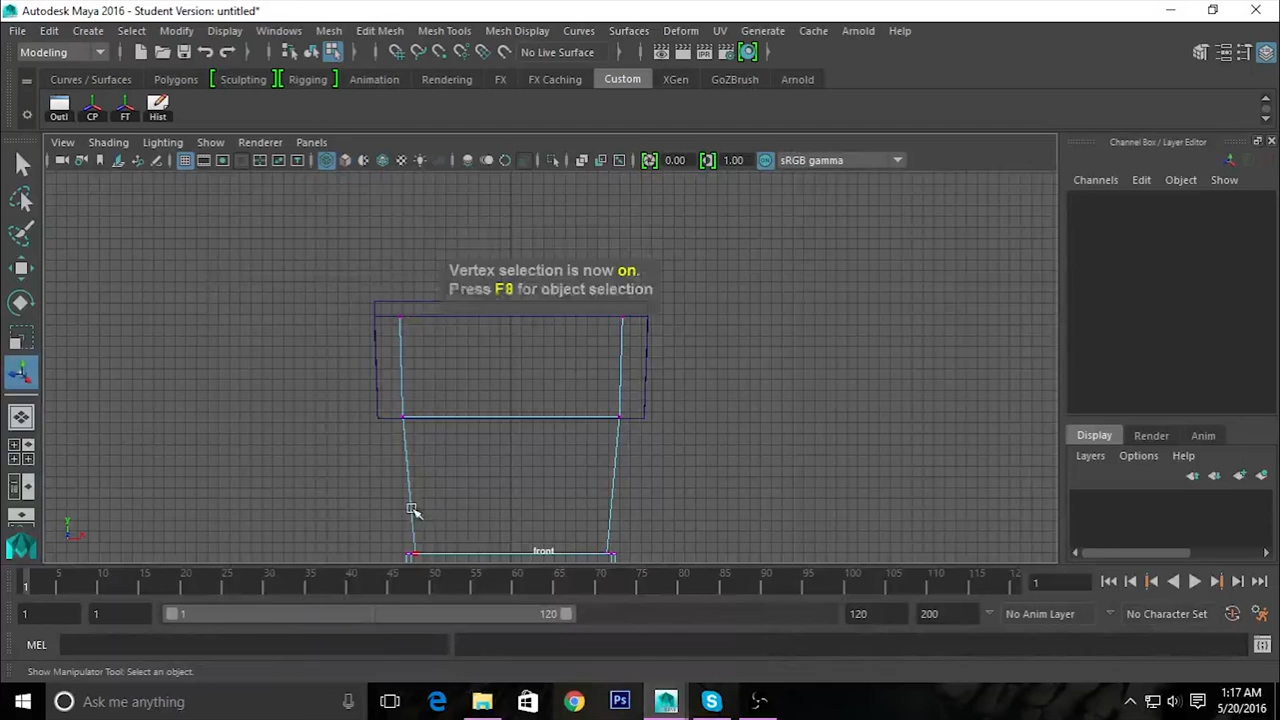 Autodesk Maya 2016 - Student Version: untitled*
File Edit Create Select Modify Display Windows Mesh Edit Mesh Mesh Tools Mesh Display Curves Surfaces Deform UV Generate Cache Arnold Help
Modeling No Live Surface
Curves / Surfaces Polygons Sculpting Rigging Animation Rendering FX FX Caching Custom XGen GoZBrush Arnold
Outl CP FT Hist
View Shading Lighting Show Renderer Panels
0.00 1.00 ON sRGB gamma
Channel Box / Layer Editor
Channels Edit Object Show
Vertex selection is now on.
Press F8 for object selection
front
y
x
Display Render Anim
Layers Options Help
5 10 15 20 25 30 35 40 45 50 55 60 65 70 75 80 85 90 95 100 105 110 115 12
1 1
1 1 1 120 120 200 No Anim Layer No Character Set
MEL
Show Manipulator Tool: Select an object.
Ask me anything
Ps
1:17 AM
5/20/2016